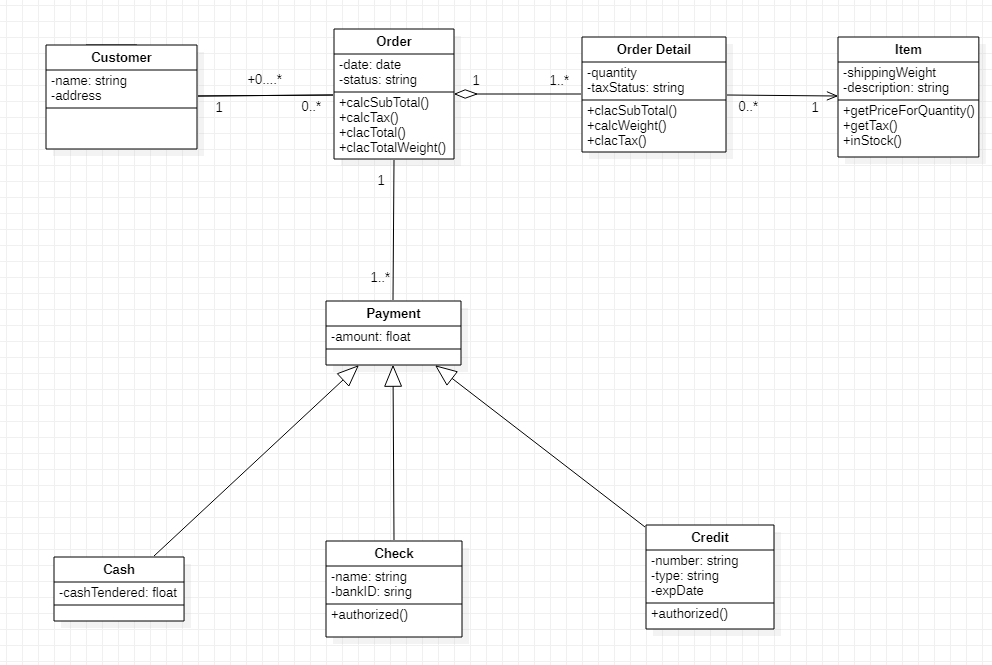 Customer
-name: string
-address
+0....*
1
0..*
Order
-date: date
-status: string
+calcSubTotal()
+calcTax()
+clacTotal()
+clacTotalWeight()
1
1..*
Order Detail
-quantity
-taxStatus: string
+clacSubTotal()
+calcWeight()
+clacTax()
0..*
1
Item
-shippingWeight
-description: string
+getPriceForQuantity()
+getTax()
+inStock()
1
1..*
Payment
-amount: float
Cash
-cashTendered: float
Check
-name: string
-bankID: sring
+authorized()
Credit
-number: string
-type: string
-expDate
+authorized()